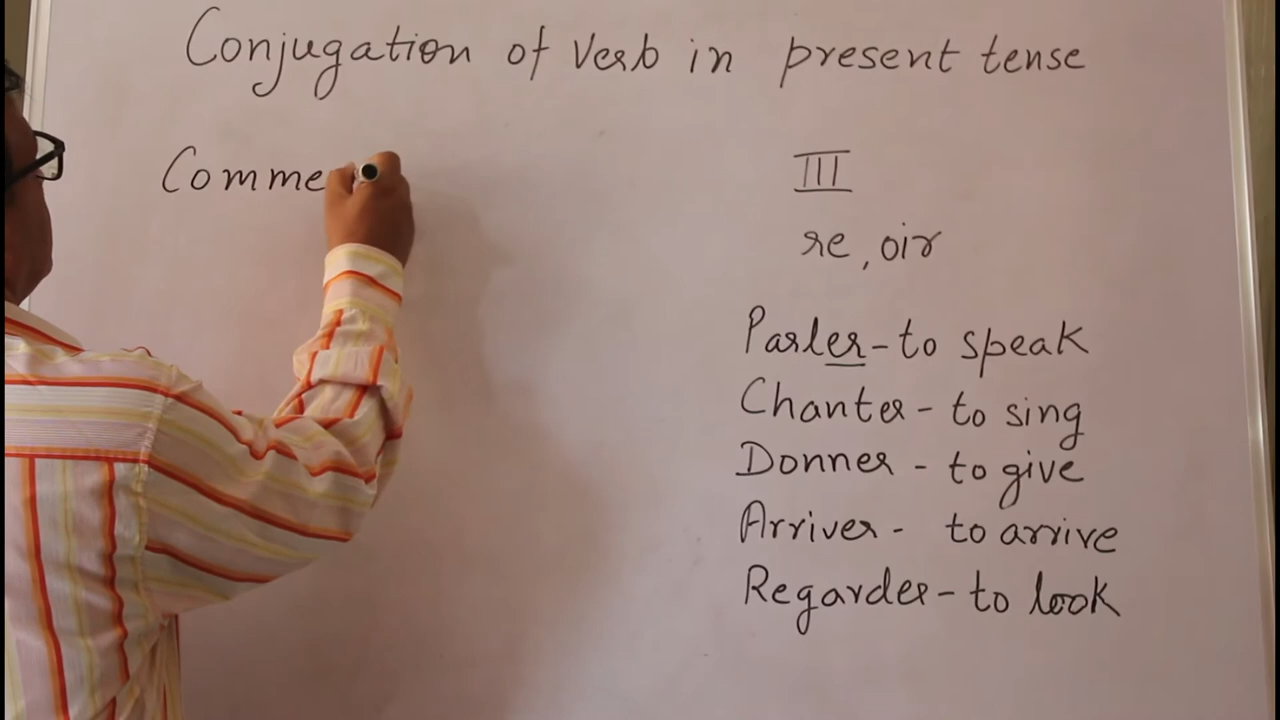 Conjugation of Verb in present tense
Comme
III
re, oir
Parler - to speak
Chanter - to sing
Donner - to give
Arriver - to arrive
Regarder - to look